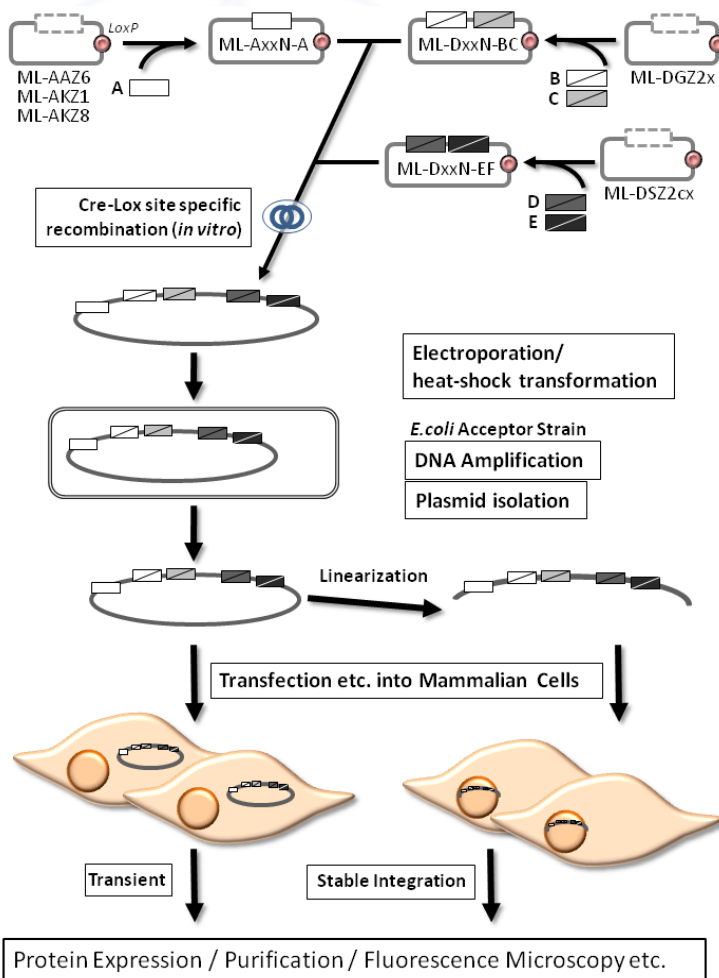 LoxP
ML-AAZ6
ML-AKZ1
ML-AKZ8
A
ML-AxxN-A
ML-DxxN-BC
B
C
ML-DGZ2x
ML-DxxN-EF
D
E
ML-DSZ2cx
Cre-Lox site specific
recombination (in vitro)
Electroporation/
heat-shock transformation
E.coli Acceptor Strain
DNA Amplification
Plasmid isolation
Linearization
Transfection etc. into Mammalian Cells
Transient
Stable Integration
Protein Expression / Purification / Fluorescence Microscopy etc.